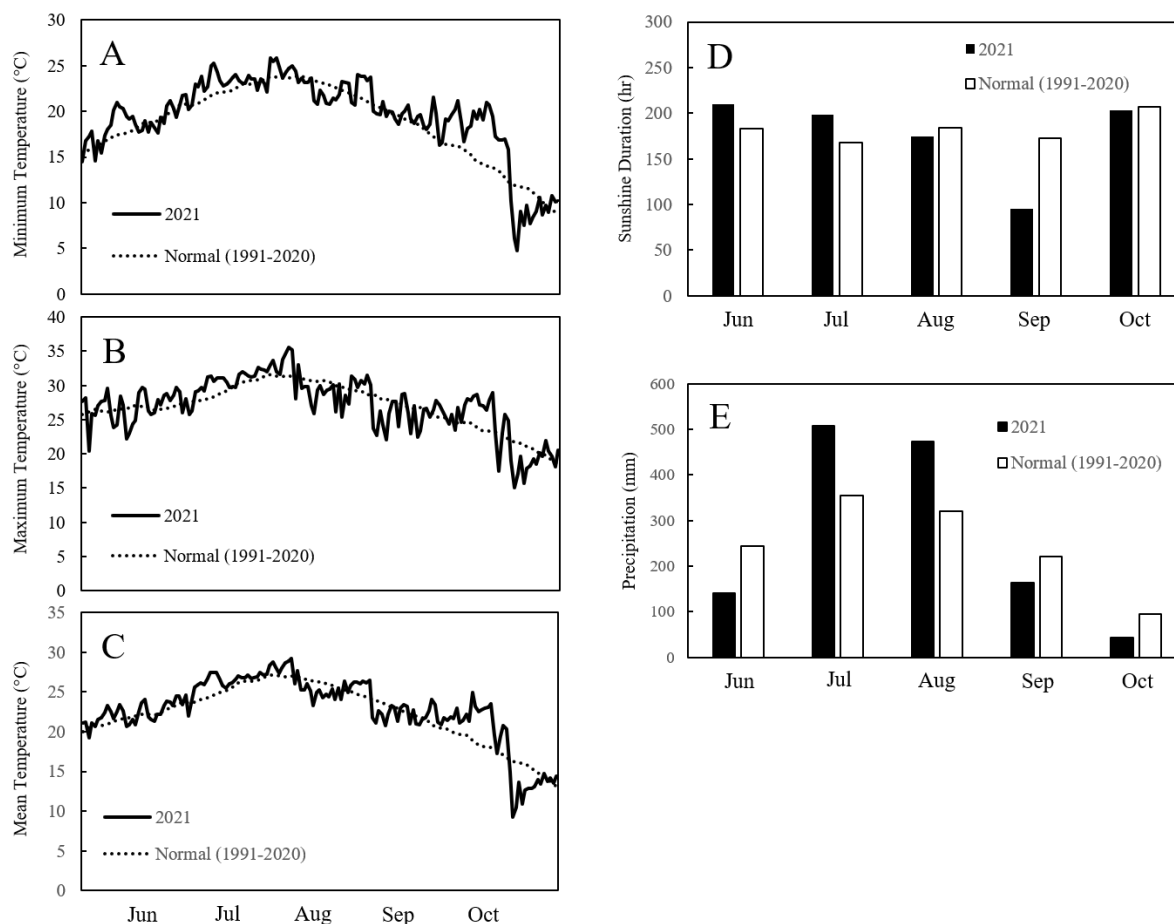 A
Minimum Temperature (°C)
30
25
20
15
10
5
0
2021
Normal (1991-2020)
B
Maximum Temperature (°C)
40
35
30
25
20
15
10
5
0
2021
Normal (1991-2020)
C
Mean Temperature (°C)
35
30
25
20
15
10
5
0
2021
Normal (1991-2020)
Jun Jul Aug Sep Oct
D
Sunshine Duration (hr)
300
250
200
150
100
50
0
2021
Normal (1991-2020)
Jun Jul Aug Sep Oct
E
Precipitation (mm)
600
500
400
300
200
100
0
2021
Normal (1991-2020)
Jun Jul Aug Sep Oct